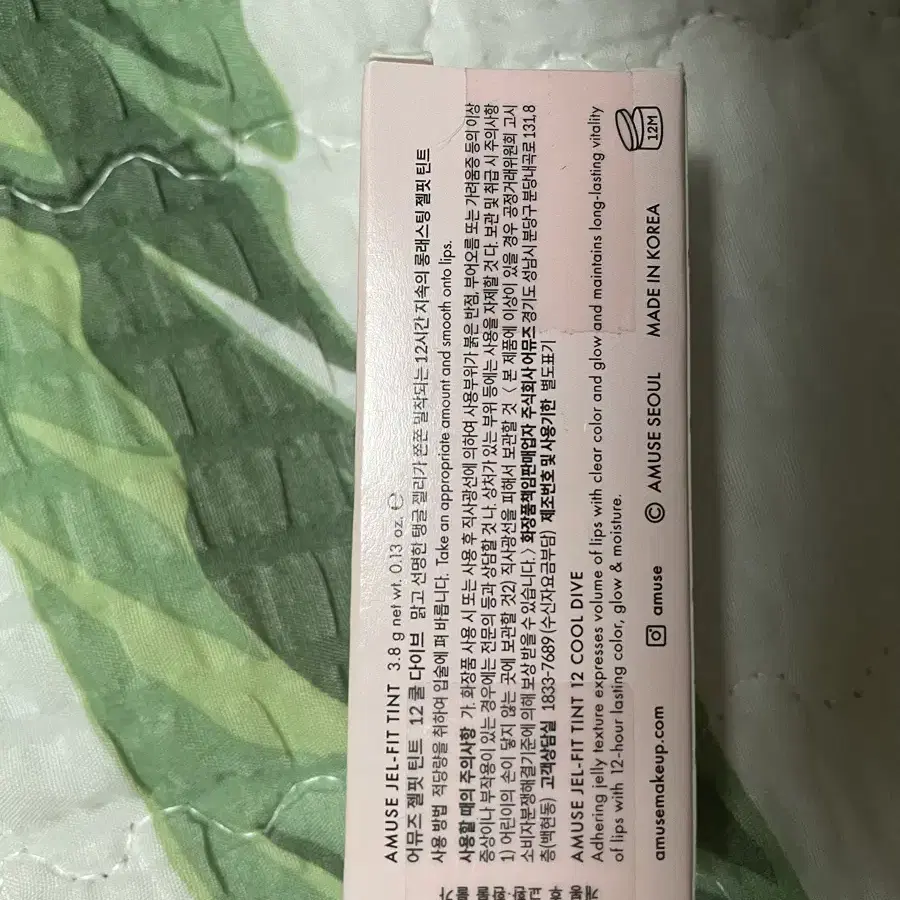 AMUSE JEL-FIT TINT 3.8 g net wt. 0.13 oz. ℮
어뮤즈 젤핏 틴트 12 쿨 다이브 맑고 선명한 탱글 젤리가 쫀쫀 밀착되는 12시간 지속의 롱래스팅 젤핏 틴트
사용 방법 적당량을 취하여 입술에 펴 바릅니다. Take an appropriate amount and smooth onto lips.
사용할 때의 주의사항 가. 화장품 사용 시 또는 사용 후 직사광선에 의하여 사용부위가 붉은 반점, 부어오름 또는 가려움증 등의 이상
증상이나 부작용이 있는 경우에는 전문의 등과 상담할 것 나. 상처가 있는 부위 등에는 사용을 자제할 것 다. 보관 및 취급 시 주의사항
1) 어린이의 손이 닿지 않는 곳에 보관할 것2) 직사광선을 피해서 보관할 것 〈 본 제품에 이상이 있을 경우 공정거래위원회 고시
소비자분쟁해결기준에 의해 보상 받을 수 있습니다.〉 화장품책임판매업자 주식회사 어뮤즈 경기도 성남시 분당구 분당내곡로 131, 8
층(백현동) 고객상담실 1833-7689 (수신자요금부담) 제조번호 및 사용기한 별도표기
AMUSE JEL-FIT TINT 12 COOL DIVE
Adhering jelly texture expresses volume of lips with clear color and glow and maintains long-lasting vitality
of lips with 12-hour lasting color, glow & moisture.
amusemakeup.com amuse © AMUSE SEOUL MADE IN KOREA 12M